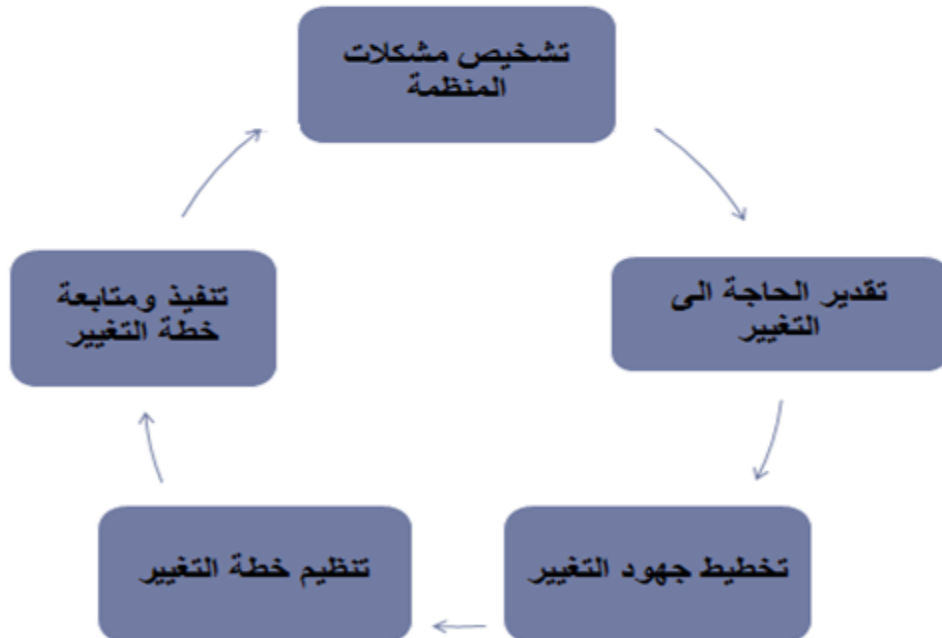 تشخيص مشكلات
المنظمة
تقدير الحاجة الى
التغيير
تخطيط جهود التغيير
تنظيم خطة التغيير
تنفيذ ومتابعة
خطة التغيير